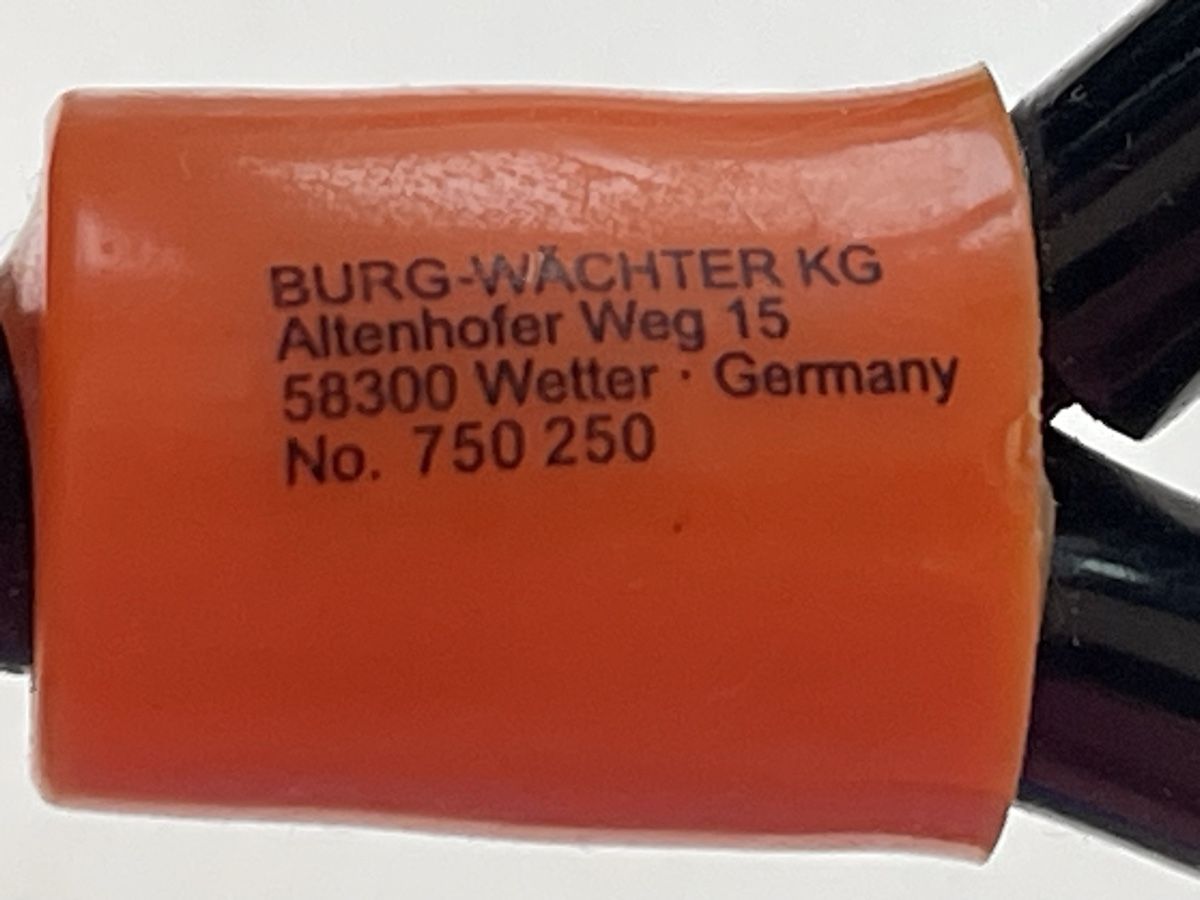 BURG-WÄCHTER KG
Altenhofer Weg 15
58300 Wetter · Germany
No. 750 250